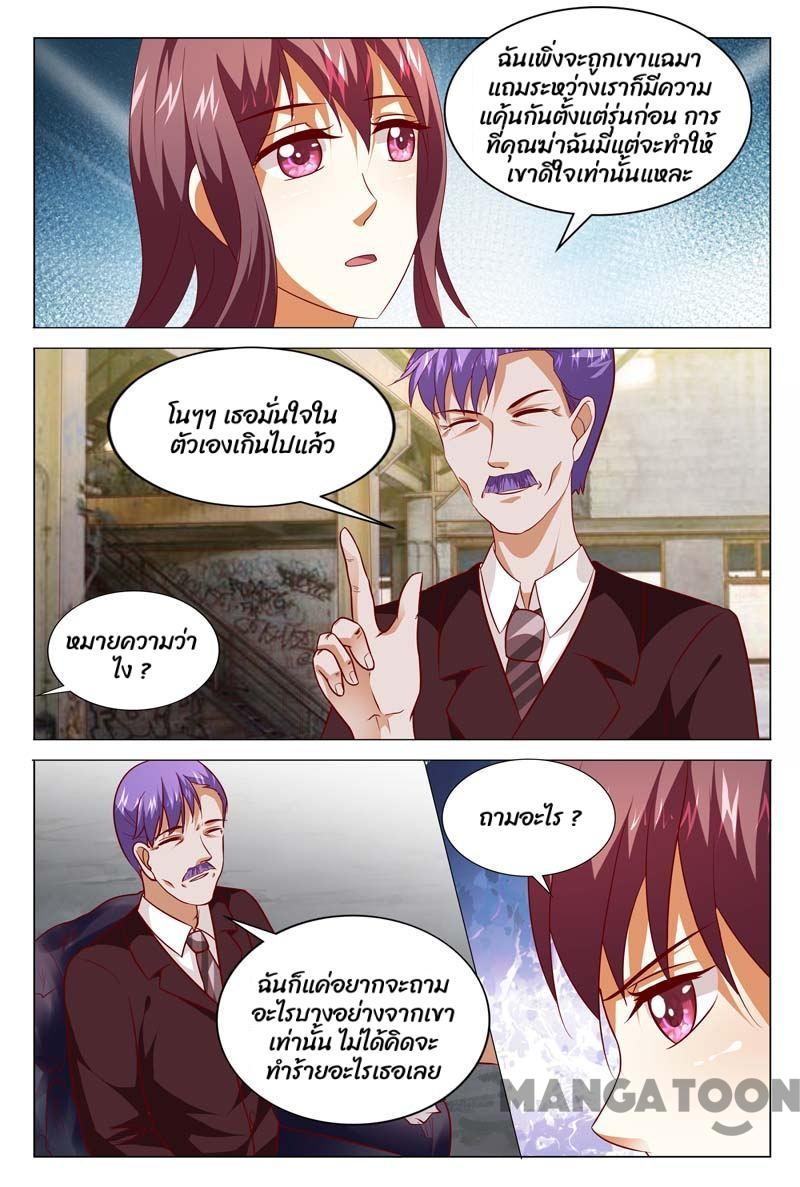 ฉันเพิ่งจะถูกเขาแฉมา
แถมระหว่างเราก็มีความ
แค้นกันตั้งแต่รุ่นก่อน การ
ที่คุณฆ่าฉันมีแต่จะทำให้
เขาดีใจเท่านั้นแหละ
โนๆๆ เธอมั่นใจใน
ตัวเองเกินไปแล้ว
หมายความว่า
ไง ?
ถามอะไร ?
ฉันก็แค่อยากจะถาม
อะไรบางอย่างจากเขา
เท่านั้น ไม่ได้คิดจะ
ทำร้ายอะไรเธอเลย
MANGATOON